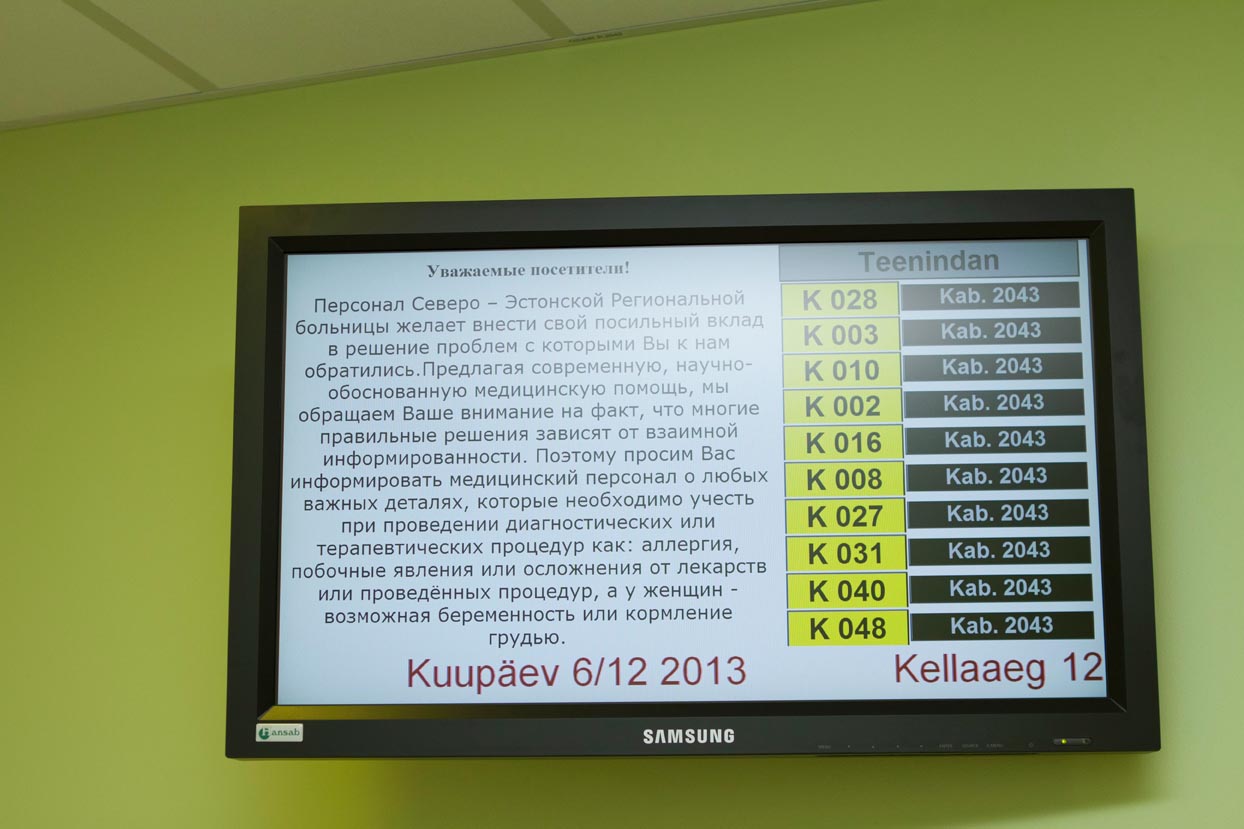 Уважаемые посетители!
Персонал Северо – Эстонской Региональной
больницы желает внести свой посильный вклад
в решение проблем с которыми Вы к нам
обратились.Предлагая современную, научно-
обоснованную медицинскую помощь, мы
обращаем Ваше внимание на факт, что многие
правильные решения зависят от взаимной
информированности. Поэтому просим Вас
информировать медицинский персонал о любых
важных деталях, которые необходимо учесть
при проведении диагностических или
терапевтических процедур как: аллергия,
побочные явления или осложнения от лекарств
или проведённых процедур, а у женщин -
возможная беременность или кормление
грудью.
Teenindan
K 028 Kab. 2043
K 003 Kab. 2043
K 010 Kab. 2043
K 002 Kab. 2043
K 016 Kab. 2043
K 008 Kab. 2043
K 027 Kab. 2043
K 031 Kab. 2043
K 040 Kab. 2043
K 048 Kab. 2043
Kuupäev 6/12 2013 Kellaaeg 12
ansab
SAMSUNG